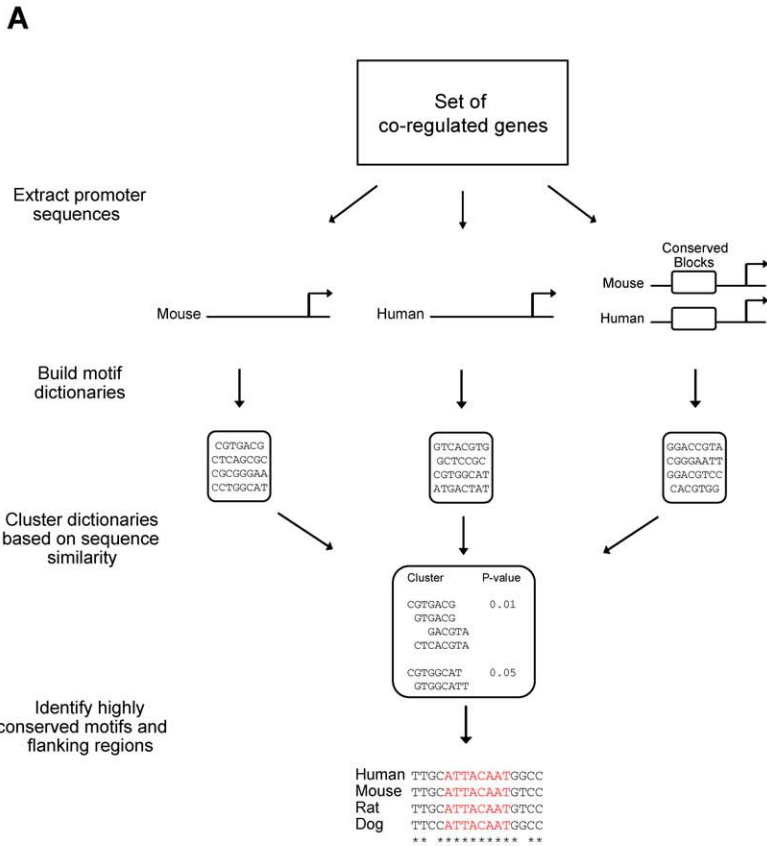 A
Set of
co-regulated genes
Extract promoter
sequences
Conserved
Blocks
Mouse
Human
Mouse
Human
Build motif
dictionaries
CGTGACG
CTCAGCGC
CGCGGGAA
CCTGGCAT
GTCACGTG
GCTCCGC
CGTGGCAT
ATGACTAT
GGACCGTA
CGGGAATT
GGACGTCC
CACGTGG
Cluster dictionaries
based on sequence
similarity
Cluster P-value
CGTGACG 0.01
GTGACG
GACGTA
CTCACGTA
CGTGGCAT 0.05
GTGGCATT
Identify highly
conserved motifs and
flanking regions
Human TTGCATTACAATGGCC
Mouse TTGCATTACAATGTCC
Rat TTGCATTACAATGTCC
Dog TTCCATTACAATGGCC
** ********** **